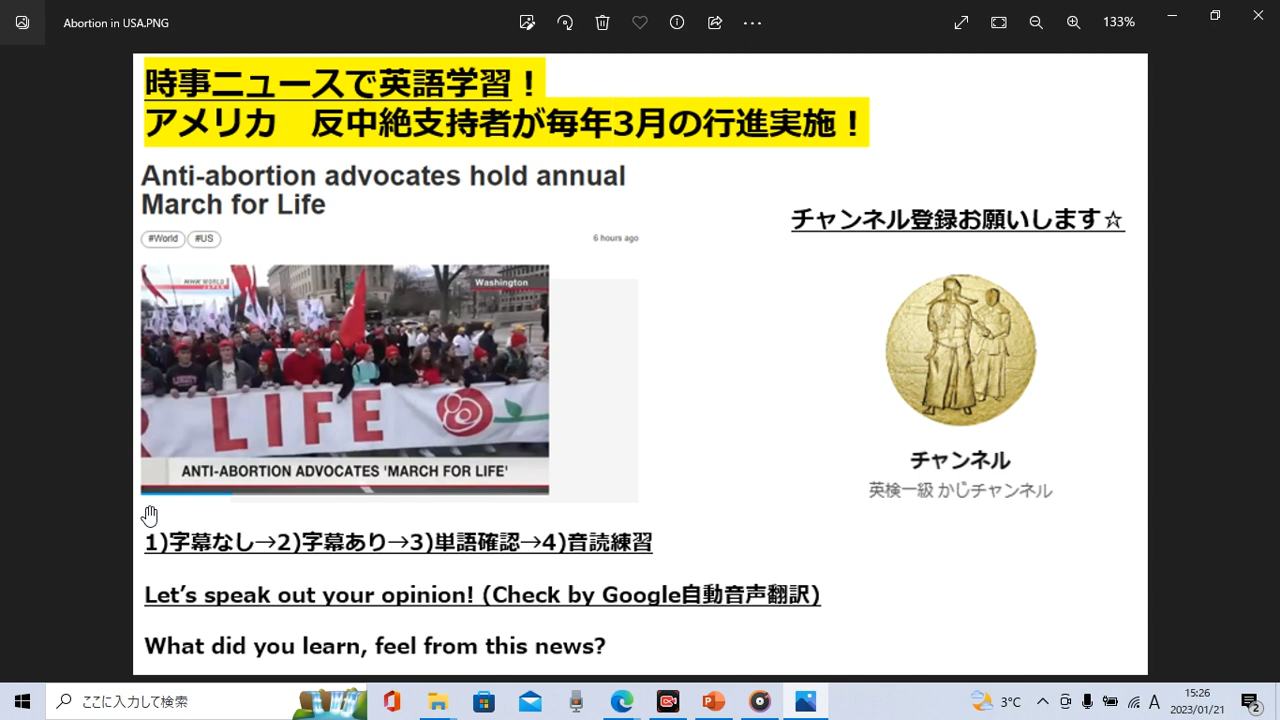 Abortion in USA.PNG
133%
時事ニュースで英語学習！
アメリカ　反中絶支持者が毎年3月の行進実施！
Anti-abortion advocates hold annual
March for Life
#World #US
6 hours ago
チャンネル登録お願いします☆
NHK WORLD
JAPAN
Washington
LIFE
ANTI-ABORTION ADVOCATES 'MARCH FOR LIFE'
チャンネル
英検一級 かじチャンネル
1)字幕なし→2)字幕あり→3)単語確認→4)音読練習
Let’s speak out your opinion! (Check by Google自動音声翻訳)
What did you learn, feel from this news?
ここに入力して検索
3°C
A
15:26
2023/01/21
2